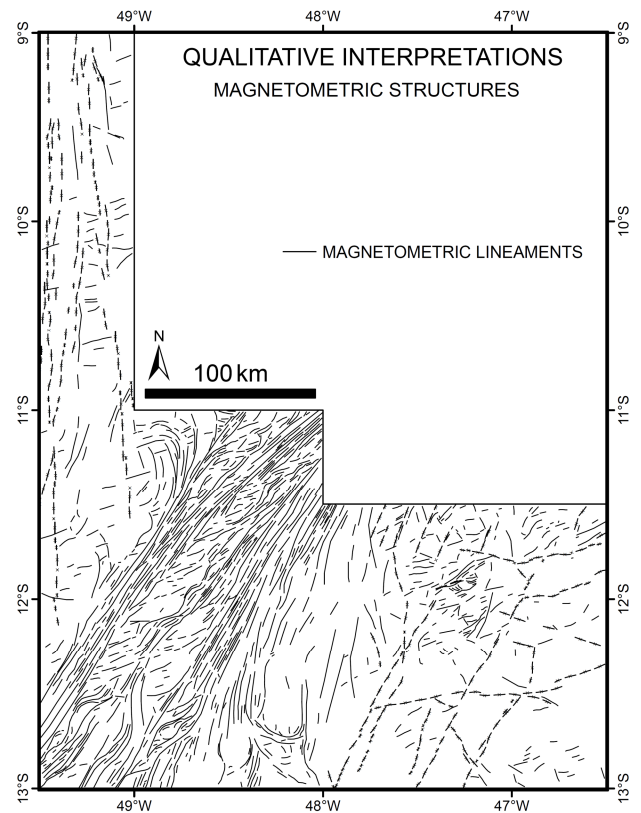 49°W 48°W 47°W
9°S 9°S
QUALITATIVE INTERPRETATIONS
MAGNETOMETRIC STRUCTURES
10°S 10°S
MAGNETOMETRIC LINEAMENTS
N
100 km
11°S 11°S
12°S 12°S
13°S 13°S
49°W 48°W 47°W